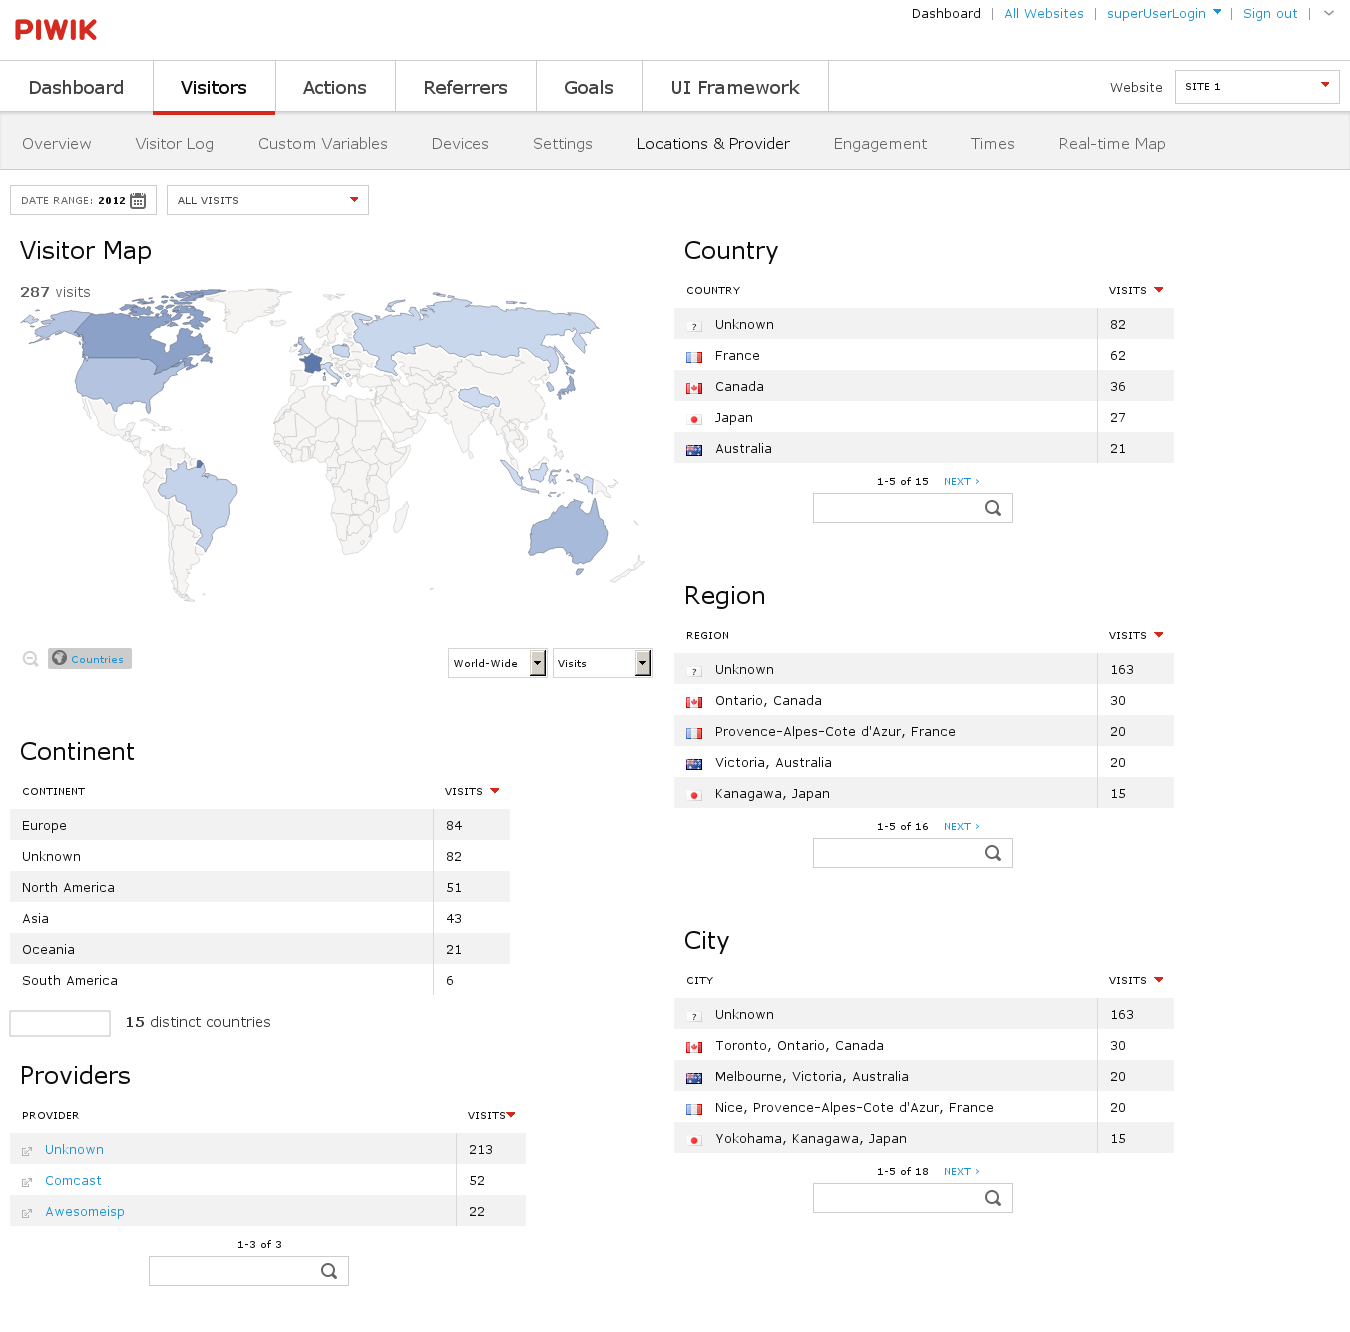 PIWIK
Dashboard | All Websites | superUserLogin | Sign out |
Dashboard Visitors Actions Referrers Goals UI Framework
Website SITE 1
Overview Visitor Log Custom Variables Devices Settings Locations & Provider Engagement Times Real-time Map
DATE RANGE: 2012 ALL VISITS
Visitor Map
287 visits
Countries
World-Wide Visits
Continent
CONTINENT VISITS
Europe 84
Unknown 82
North America 51
Asia 43
Oceania 21
South America 6
15 distinct countries
Providers
PROVIDER VISITS
Unknown 213
Comcast 52
Awesomeisp 22
1-3 of 3
Country
COUNTRY VISITS
? Unknown 82
France 62
Canada 36
Japan 27
Australia 21
1-5 of 15 NEXT ›
Region
REGION VISITS
? Unknown 163
Ontario, Canada 30
Provence-Alpes-Cote d'Azur, France 20
Victoria, Australia 20
Kanagawa, Japan 15
1-5 of 16 NEXT ›
City
CITY VISITS
? Unknown 163
Toronto, Ontario, Canada 30
Melbourne, Victoria, Australia 20
Nice, Provence-Alpes-Cote d'Azur, France 20
Yokohama, Kanagawa, Japan 15
1-5 of 18 NEXT ›